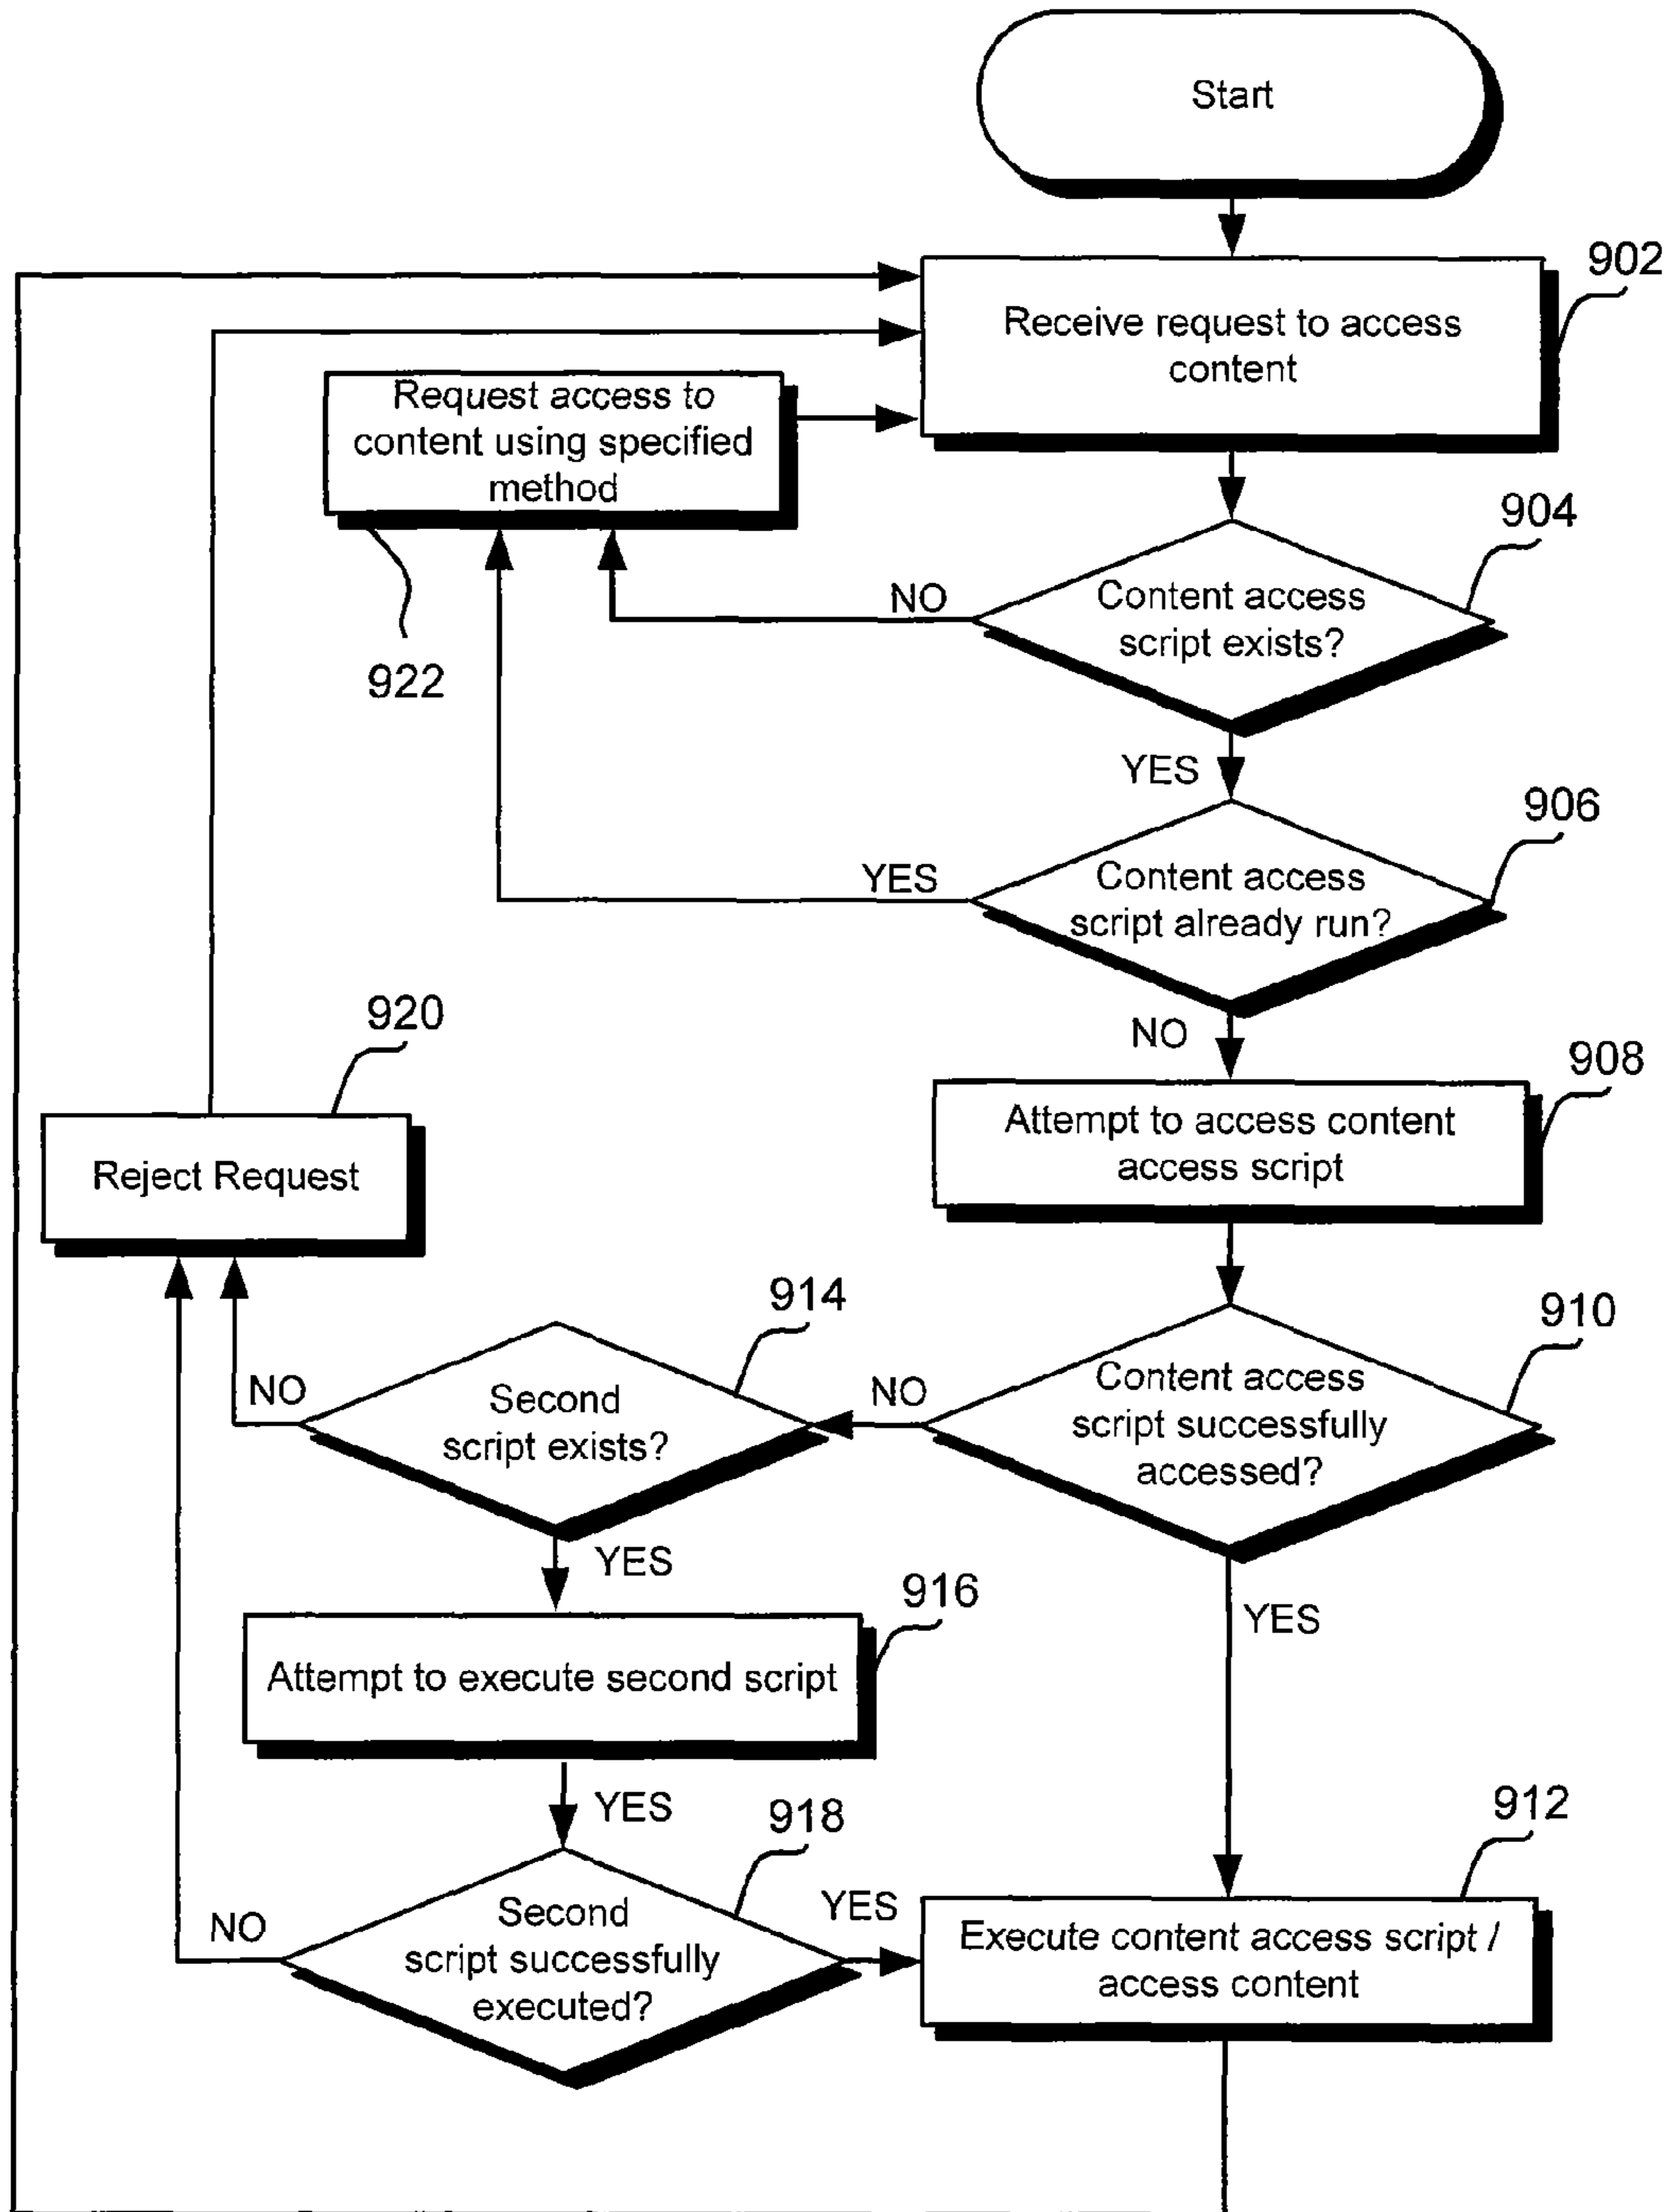 Start
902
Receive request to access
content
Request access to
content using specified
method
922
904
NO
Content access
script exists?
YES
906
YES
Content access
script already run?
NO
908
Attempt to access content
access script
920
Reject Request
914
910
NO
Second
script exists?
NO
Content access
script successfully
accessed?
YES
YES
916
Attempt to execute second script
YES
918
912
NO
Second
script successfully
executed?
YES
Execute content access script /
access content